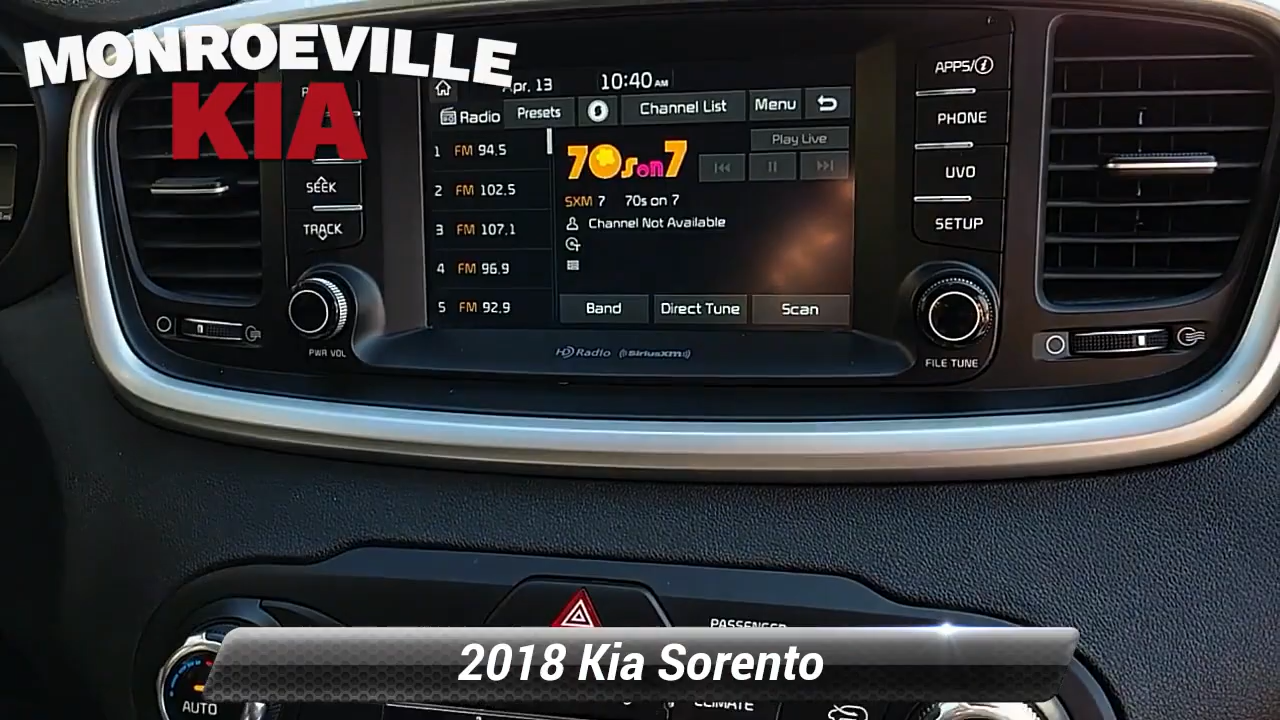 MONROEVILLE
KIA
Apr. 13 10:40 AM
Radio Presets Channel List Menu
Play Live
1 FM 94.5
2 FM 102.5
3 FM 107.1
4 FM 96.9
5 FM 92.9
70s on 7
SXM 7 70s on 7
Channel Not Available
Band Direct Tune Scan
HD Radio ((SiriusXM))
SEEK
TRACK
PWR VOL
APPS/i
PHONE
UVO
SETUP
FILE TUNE
PASSENGER
AUTO
CLIMATE
2018 Kia Sorento